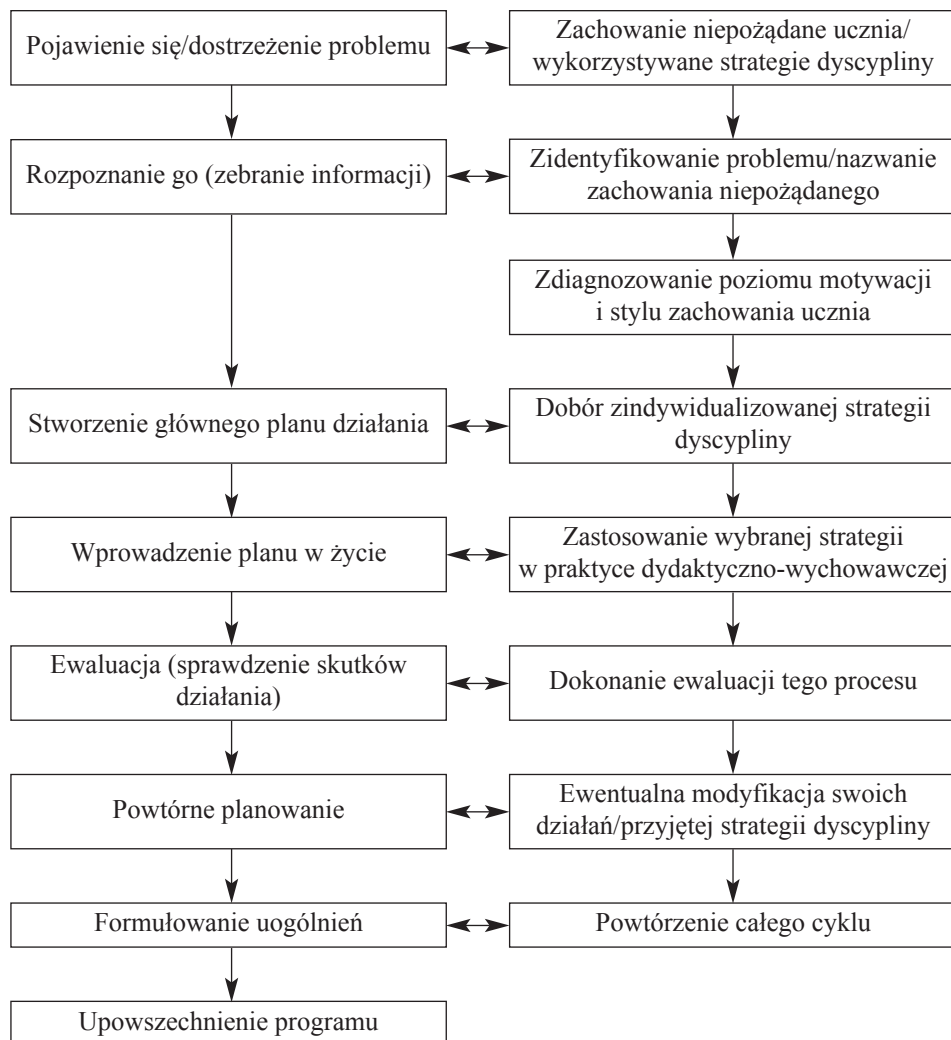 Pojawienie się/dostrzeżenie problemu
Zachowanie niepożądane ucznia/
wykorzystywane strategie dyscypliny
Rozpoznanie go (zebranie informacji)
Zidentyfikowanie problemu/nazwanie
zachowania niepożądanego
Zdiagnozowanie poziomu motywacji
i stylu zachowania ucznia
Stworzenie głównego planu działania
Dobór zindywidualizowanej strategii
dyscypliny
Wprowadzenie planu w życie
Zastosowanie wybranej strategii
w praktyce dydaktyczno-wychowawczej
Ewaluacja (sprawdzenie skutków
działania)
Dokonanie ewaluacji tego procesu
Powtórne planowanie
Ewentualna modyfikacja swoich
działań/przyjętej strategii dyscypliny
Formułowanie uogólnień
Powtórzenie całego cyklu
Upowszechnienie programu